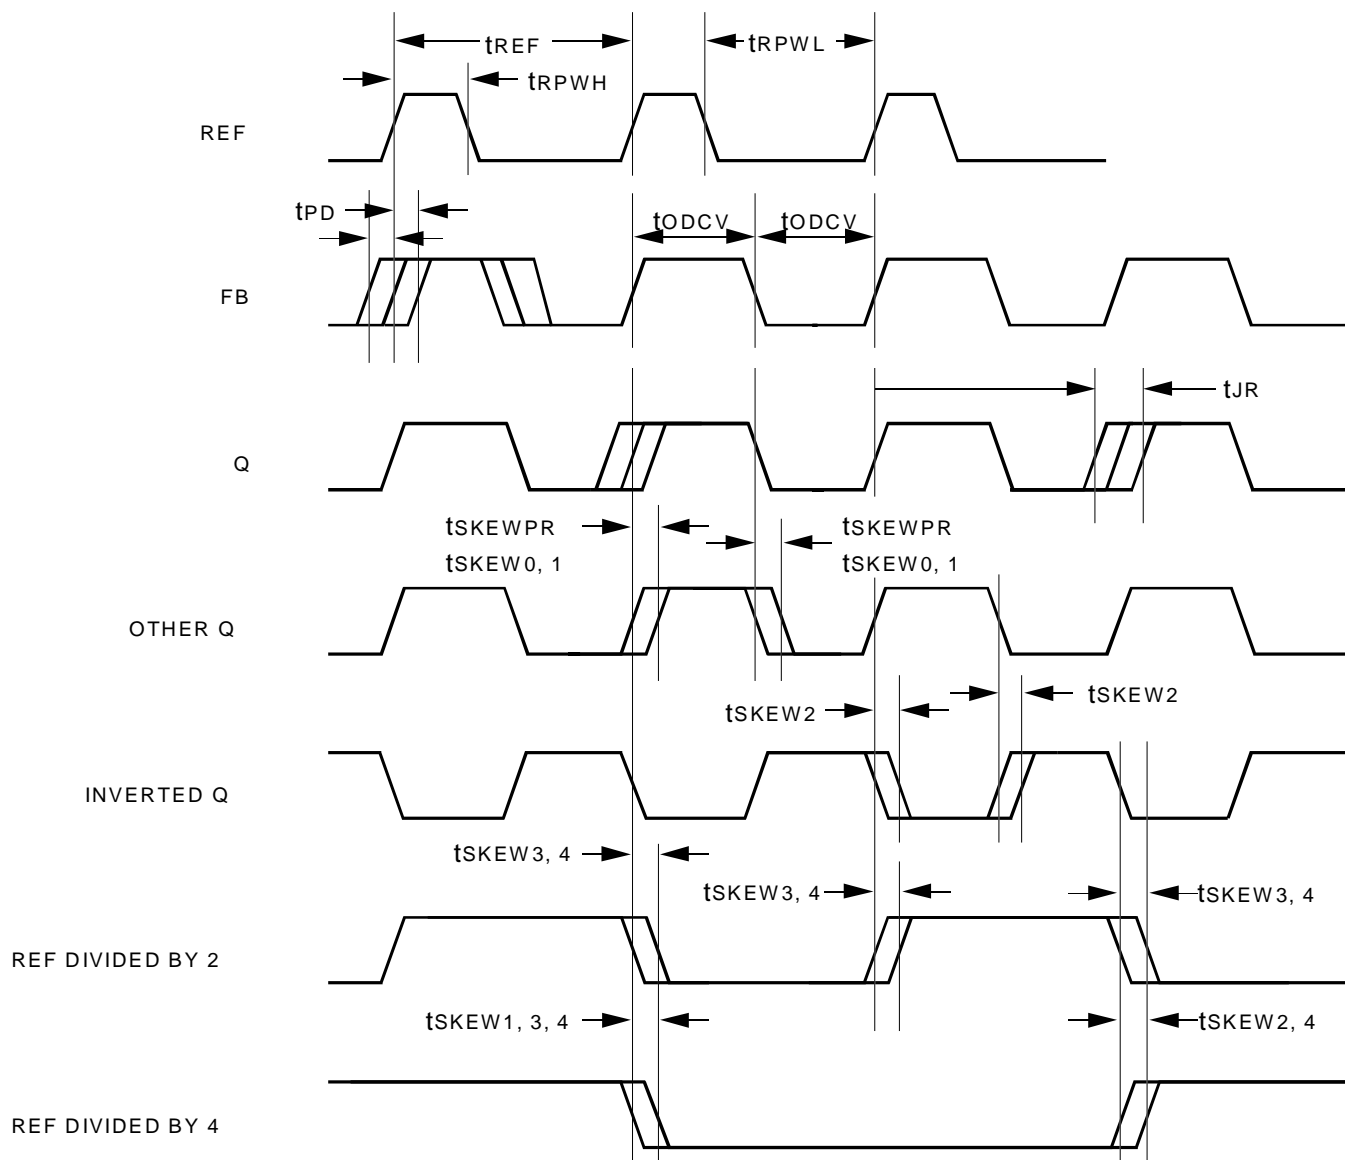 tREF
tRPWL
tRPWH
REF
tPD
tODCV
tODCV
FB
tJR
Q
tSKEWPR
tSKEW0, 1
tSKEWPR
tSKEW0, 1
OTHER Q
tSKEW2
tSKEW2
INVERTED Q
tSKEW3, 4
tSKEW3, 4
tSKEW3, 4
REF DIVIDED BY 2
tSKEW1, 3, 4
tSKEW2, 4
REF DIVIDED BY 4